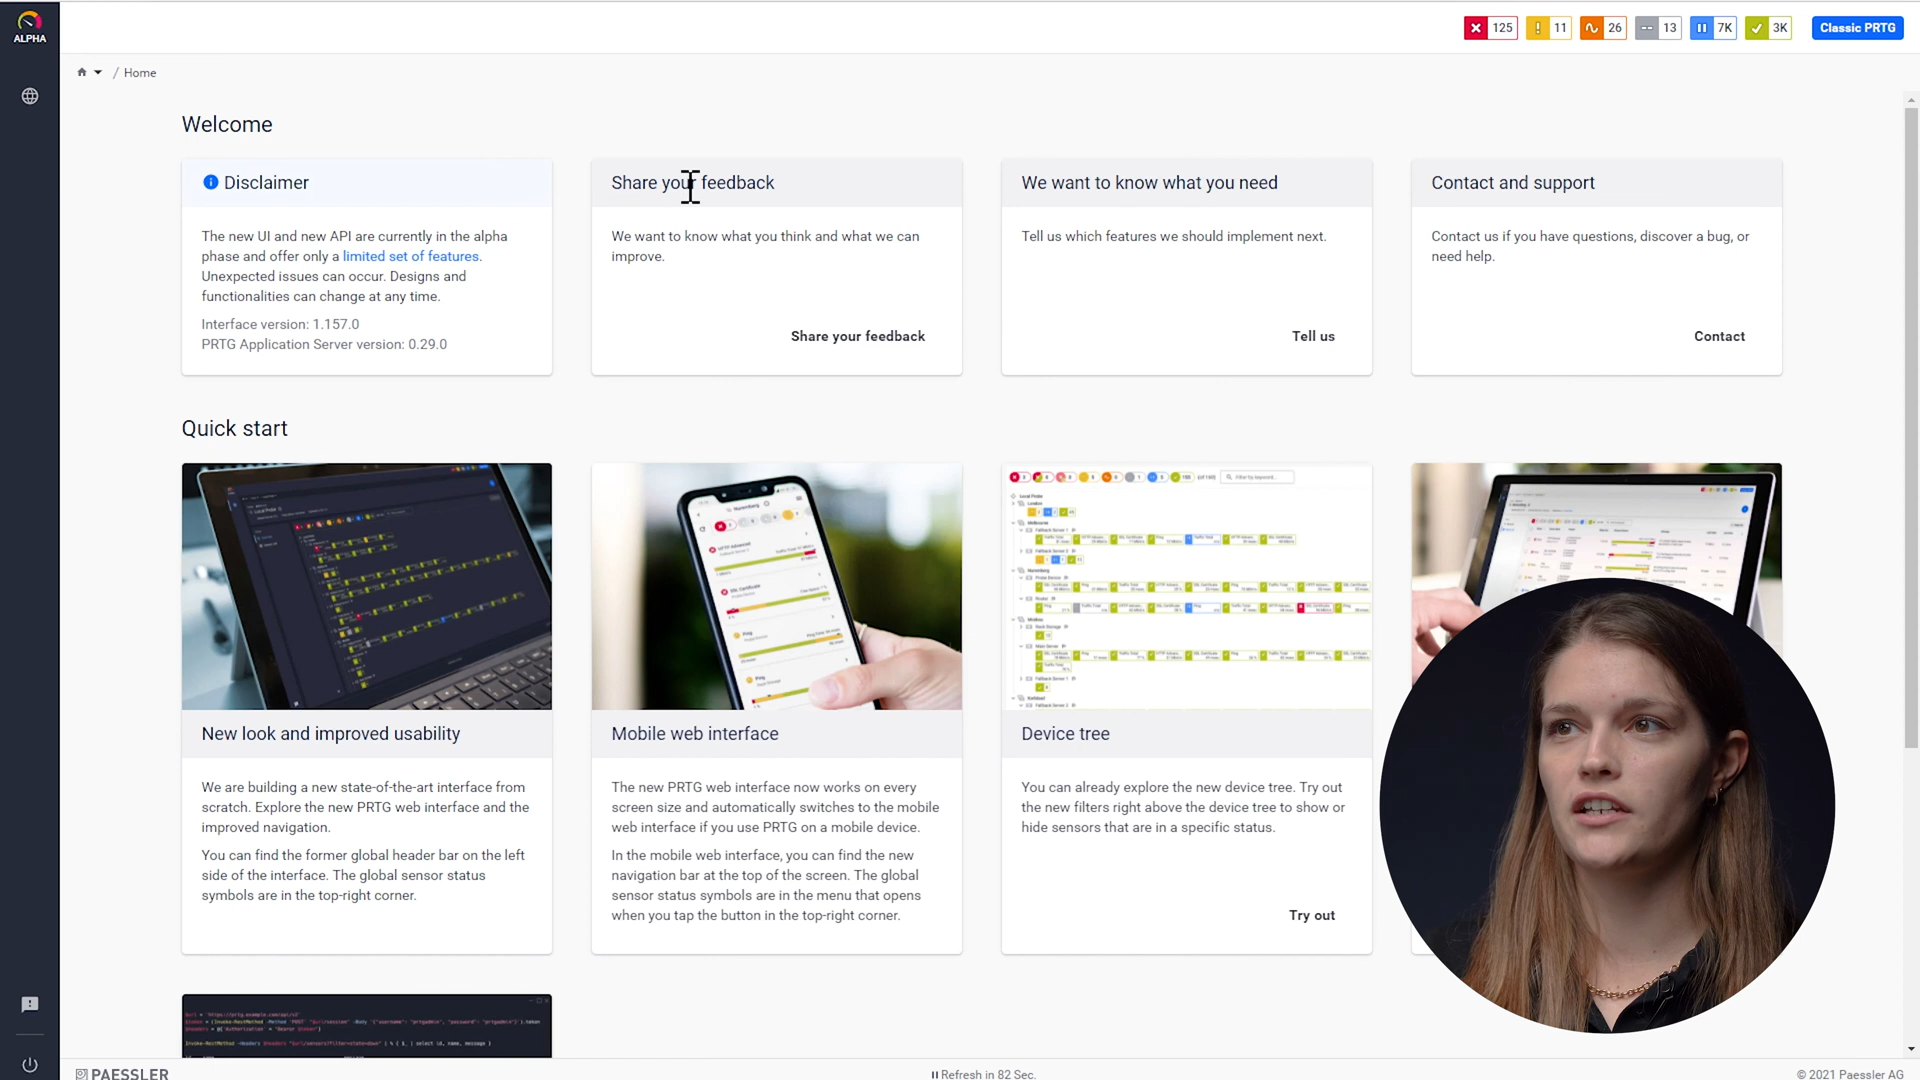 ALPHA
125
11
26
13
7K
3K
Classic PRTG
/ Home
Welcome
Disclaimer
The new UI and new API are currently in the alpha
phase and offer only a limited set of features.
Unexpected issues can occur. Designs and
functionalities can change at any time.
Interface version: 1.157.0
PRTG Application Server version: 0.29.0
Share your feedback
We want to know what you think and what we can
improve.
Share your feedback
We want to know what you need
Tell us which features we should implement next.
Tell us
Contact and support
Contact us if you have questions, discover a bug, or
need help.
Contact
Quick start
New look and improved usability
We are building a new state-of-the-art interface from
scratch. Explore the new PRTG web interface and the
improved navigation.
You can find the former global header bar on the left
side of the interface. The global sensor status
symbols are in the top-right corner.
Mobile web interface
The new PRTG web interface now works on every
screen size and automatically switches to the mobile
web interface if you use PRTG on a mobile device.
In the mobile web interface, you can find the new
navigation bar at the top of the screen. The global
sensor status symbols are in the menu that opens
when you tap the button in the top-right corner.
Device tree
You can already explore the new device tree. Try out
the new filters right above the device tree to show or
hide sensors that are in a specific status.
Try out
PAESSLER
Refresh in 82 Sec.
© 2021 Paessler AG